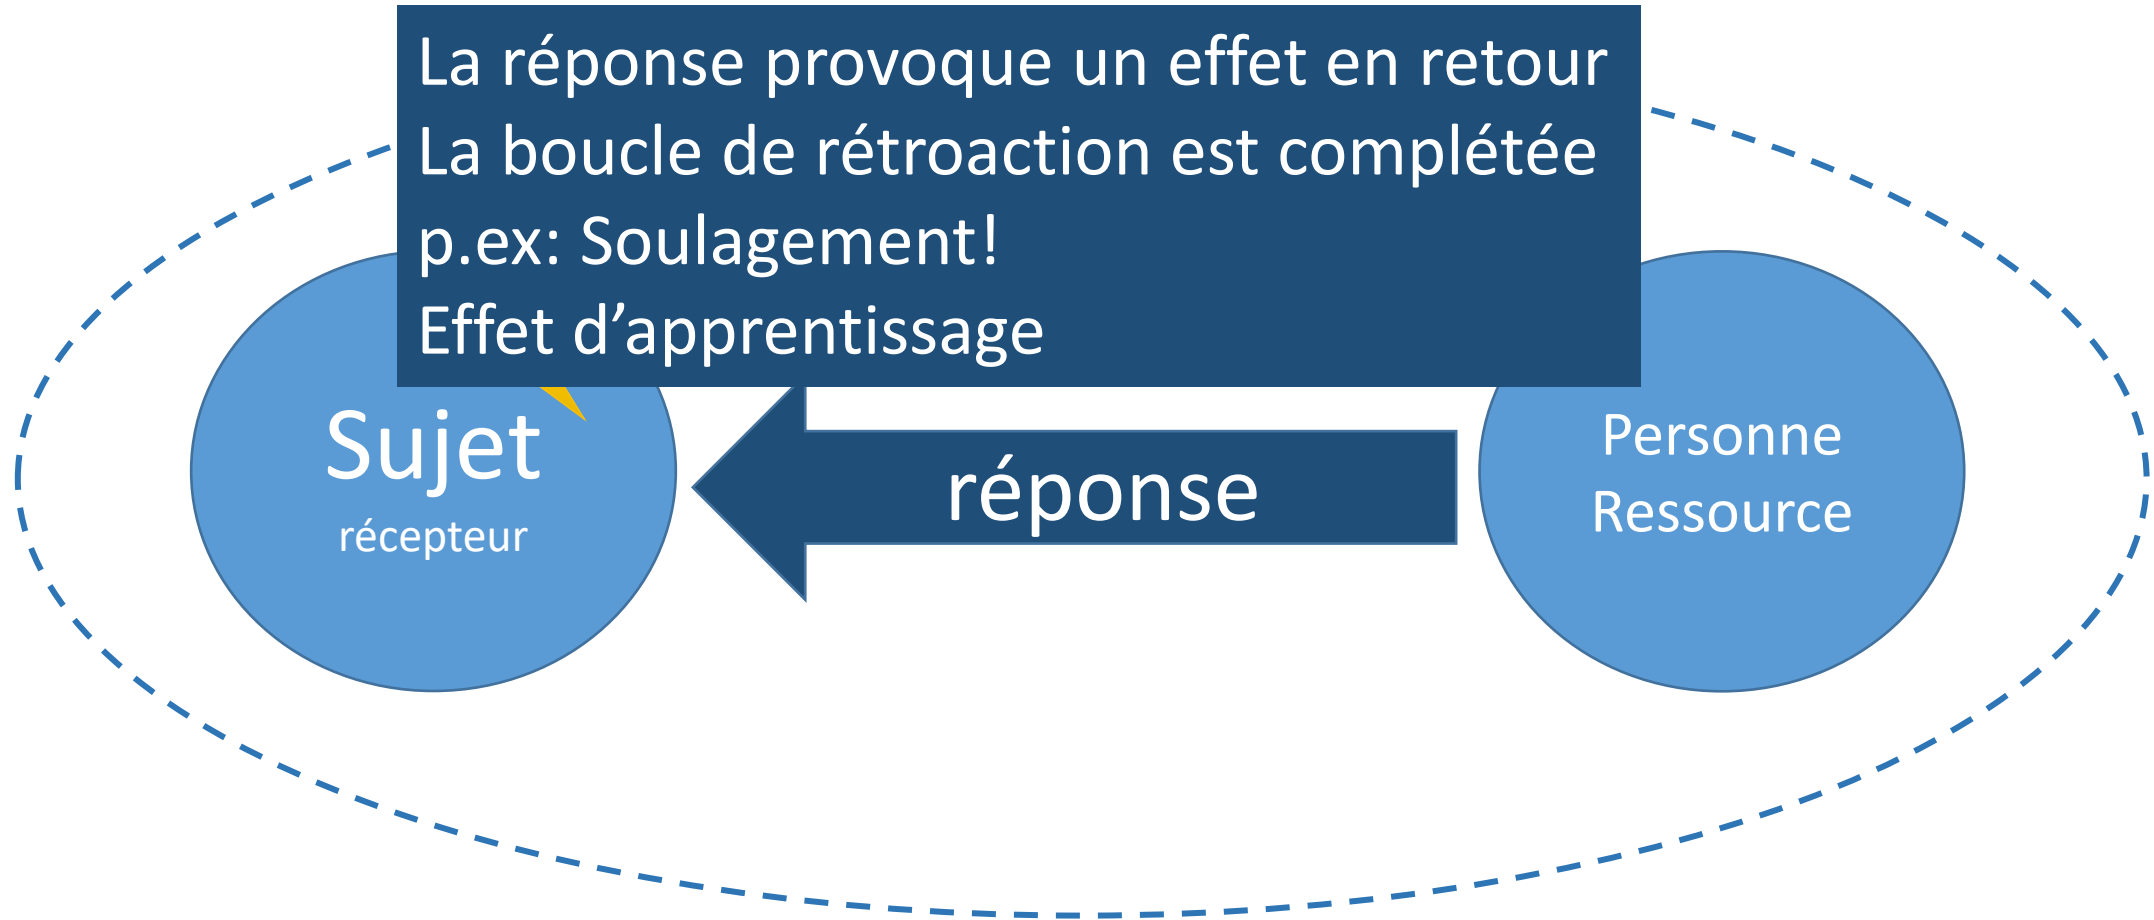 La réponse provoque un effet en retour
La boucle de rétroaction est complétée
p.ex: Soulagement!
Effet d’apprentissage
Sujet
récepteur
réponse
Personne
Ressource